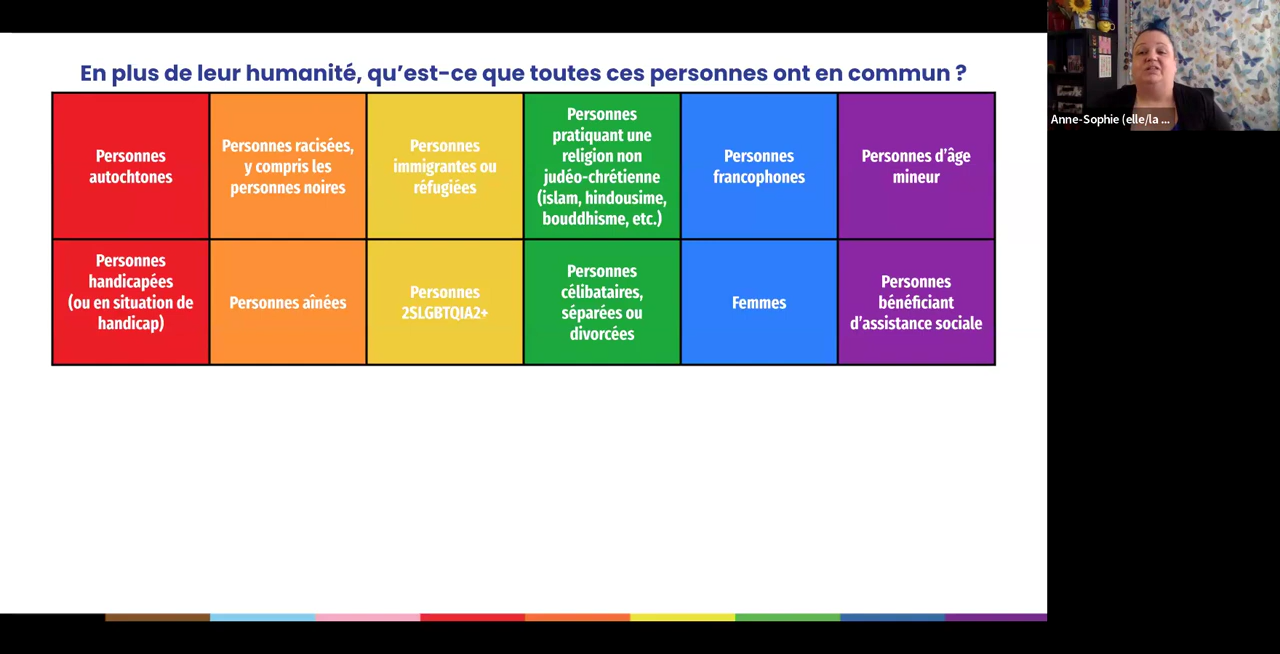 En plus de leur humanité, qu’est-ce que toutes ces personnes ont en commun ?
Personnes
autochtones
Personnes racisées,
y compris les
personnes noires
Personnes
immigrantes ou
réfugiées
Personnes
pratiquant une
religion non
judéo-chrétienne
(islam, hindousime,
bouddhisme, etc.)
Personnes
francophones
Personnes d’âge
mineur
Personnes
handicapées
(ou en situation de
handicap)
Personnes aînées
Personnes
2SLGBTQIA2+
Personnes
célibataires,
séparées ou
divorcées
Femmes
Personnes
bénéficiant
d’assistance sociale
Anne-Sophie (elle/la ...